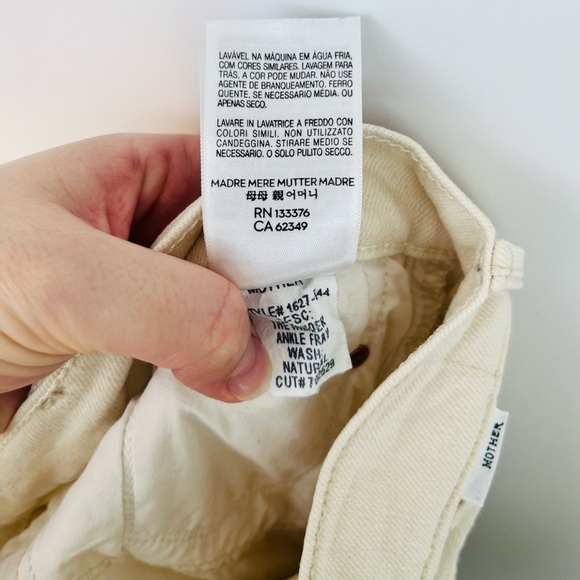 LAVÁVEL NA MÁQUINA EM ÁGUA FRIA,
COM CORES SIMILARES. LAVAGEM PARA
TRÁS, A COR PODE MUDAR. NÃO USE
AGENTE DE BRANQUEAMENTO. FERRO
QUENTE, SE NECESSARIO MÉDIA. OU
APENAS SECO.
LAVARE IN LAVATRICE A FREDDO CON
COLORI SIMILI. NON UTILIZZATO
CANDEGGINA. STIRARE MEDIO SE
NECESSARIO. O SOLO PULITO SECCO.
MADRE MERE MUTTER MADRE
母母 親 어머니
RN 133376
CA 62349
MOTHER
ANKLE FRAY
WASH:
NATURAL
CUT#
MOTHER